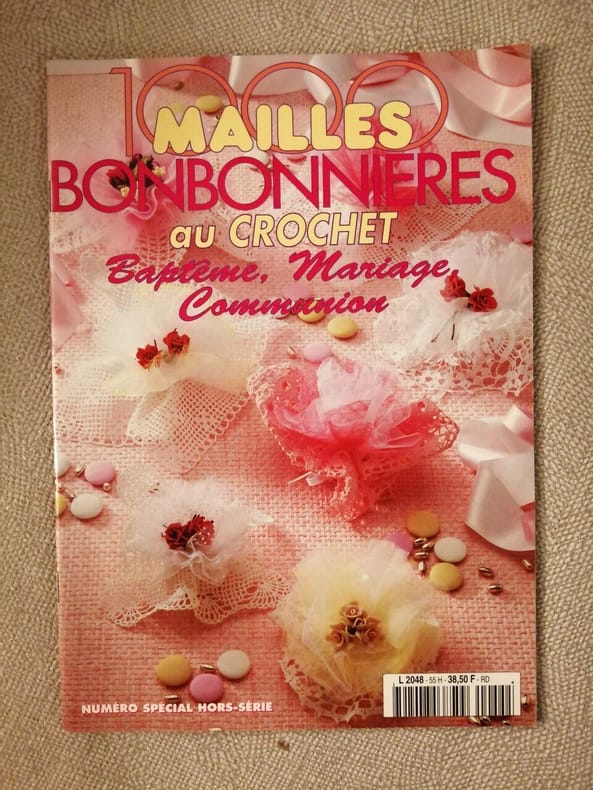 1000
MAILLES
BONBONNIERES
au CROCHET
Baptême, Mariage,
Communion
NUMÉRO SPÉCIAL HORS-SÉRIE
L 2048 - 55 H - 38,50 F - RD